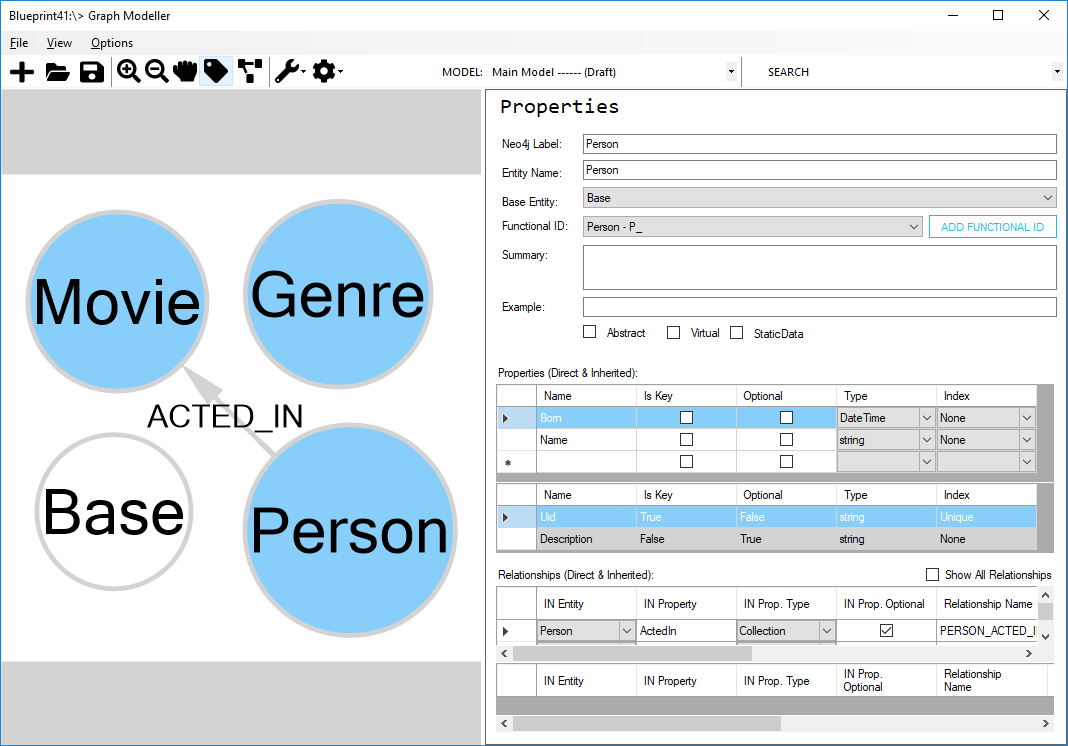 Blueprint41:\> Graph Modeller
File View Options
MODEL: Main Model ------ (Draft) SEARCH
Movie
Genre
ACTED_IN
Base
Person
Properties
Neo4j Label: Person
Entity Name: Person
Base Entity: Base
Functional ID: Person - P_ ADD FUNCTIONAL ID
Summary:
Example:
Abstract Virtual StaticData
Properties (Direct & Inherited):
Name Is Key Optional Type Index
Born DateTime None
Name string None
Name Is Key Optional Type Index
Uid True False string Unique
Description False True string None
Relationships (Direct & Inherited): Show All Relationships
IN Entity IN Property IN Prop. Type IN Prop. Optional Relationship Name
Person ActedIn Collection PERSON_ACTED_I
IN Entity IN Property IN Prop. Type IN Prop. Optional Relationship Name